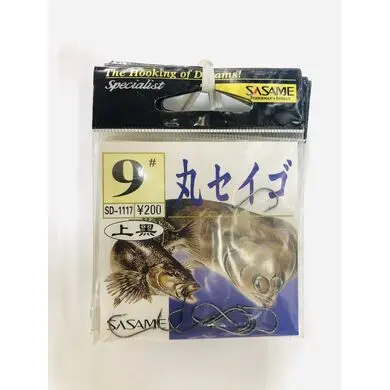 The Hooking of Dreams!
Specialist
SASAME
9#
丸セイゴ
SD-1117 ¥200
上黒
SASAME